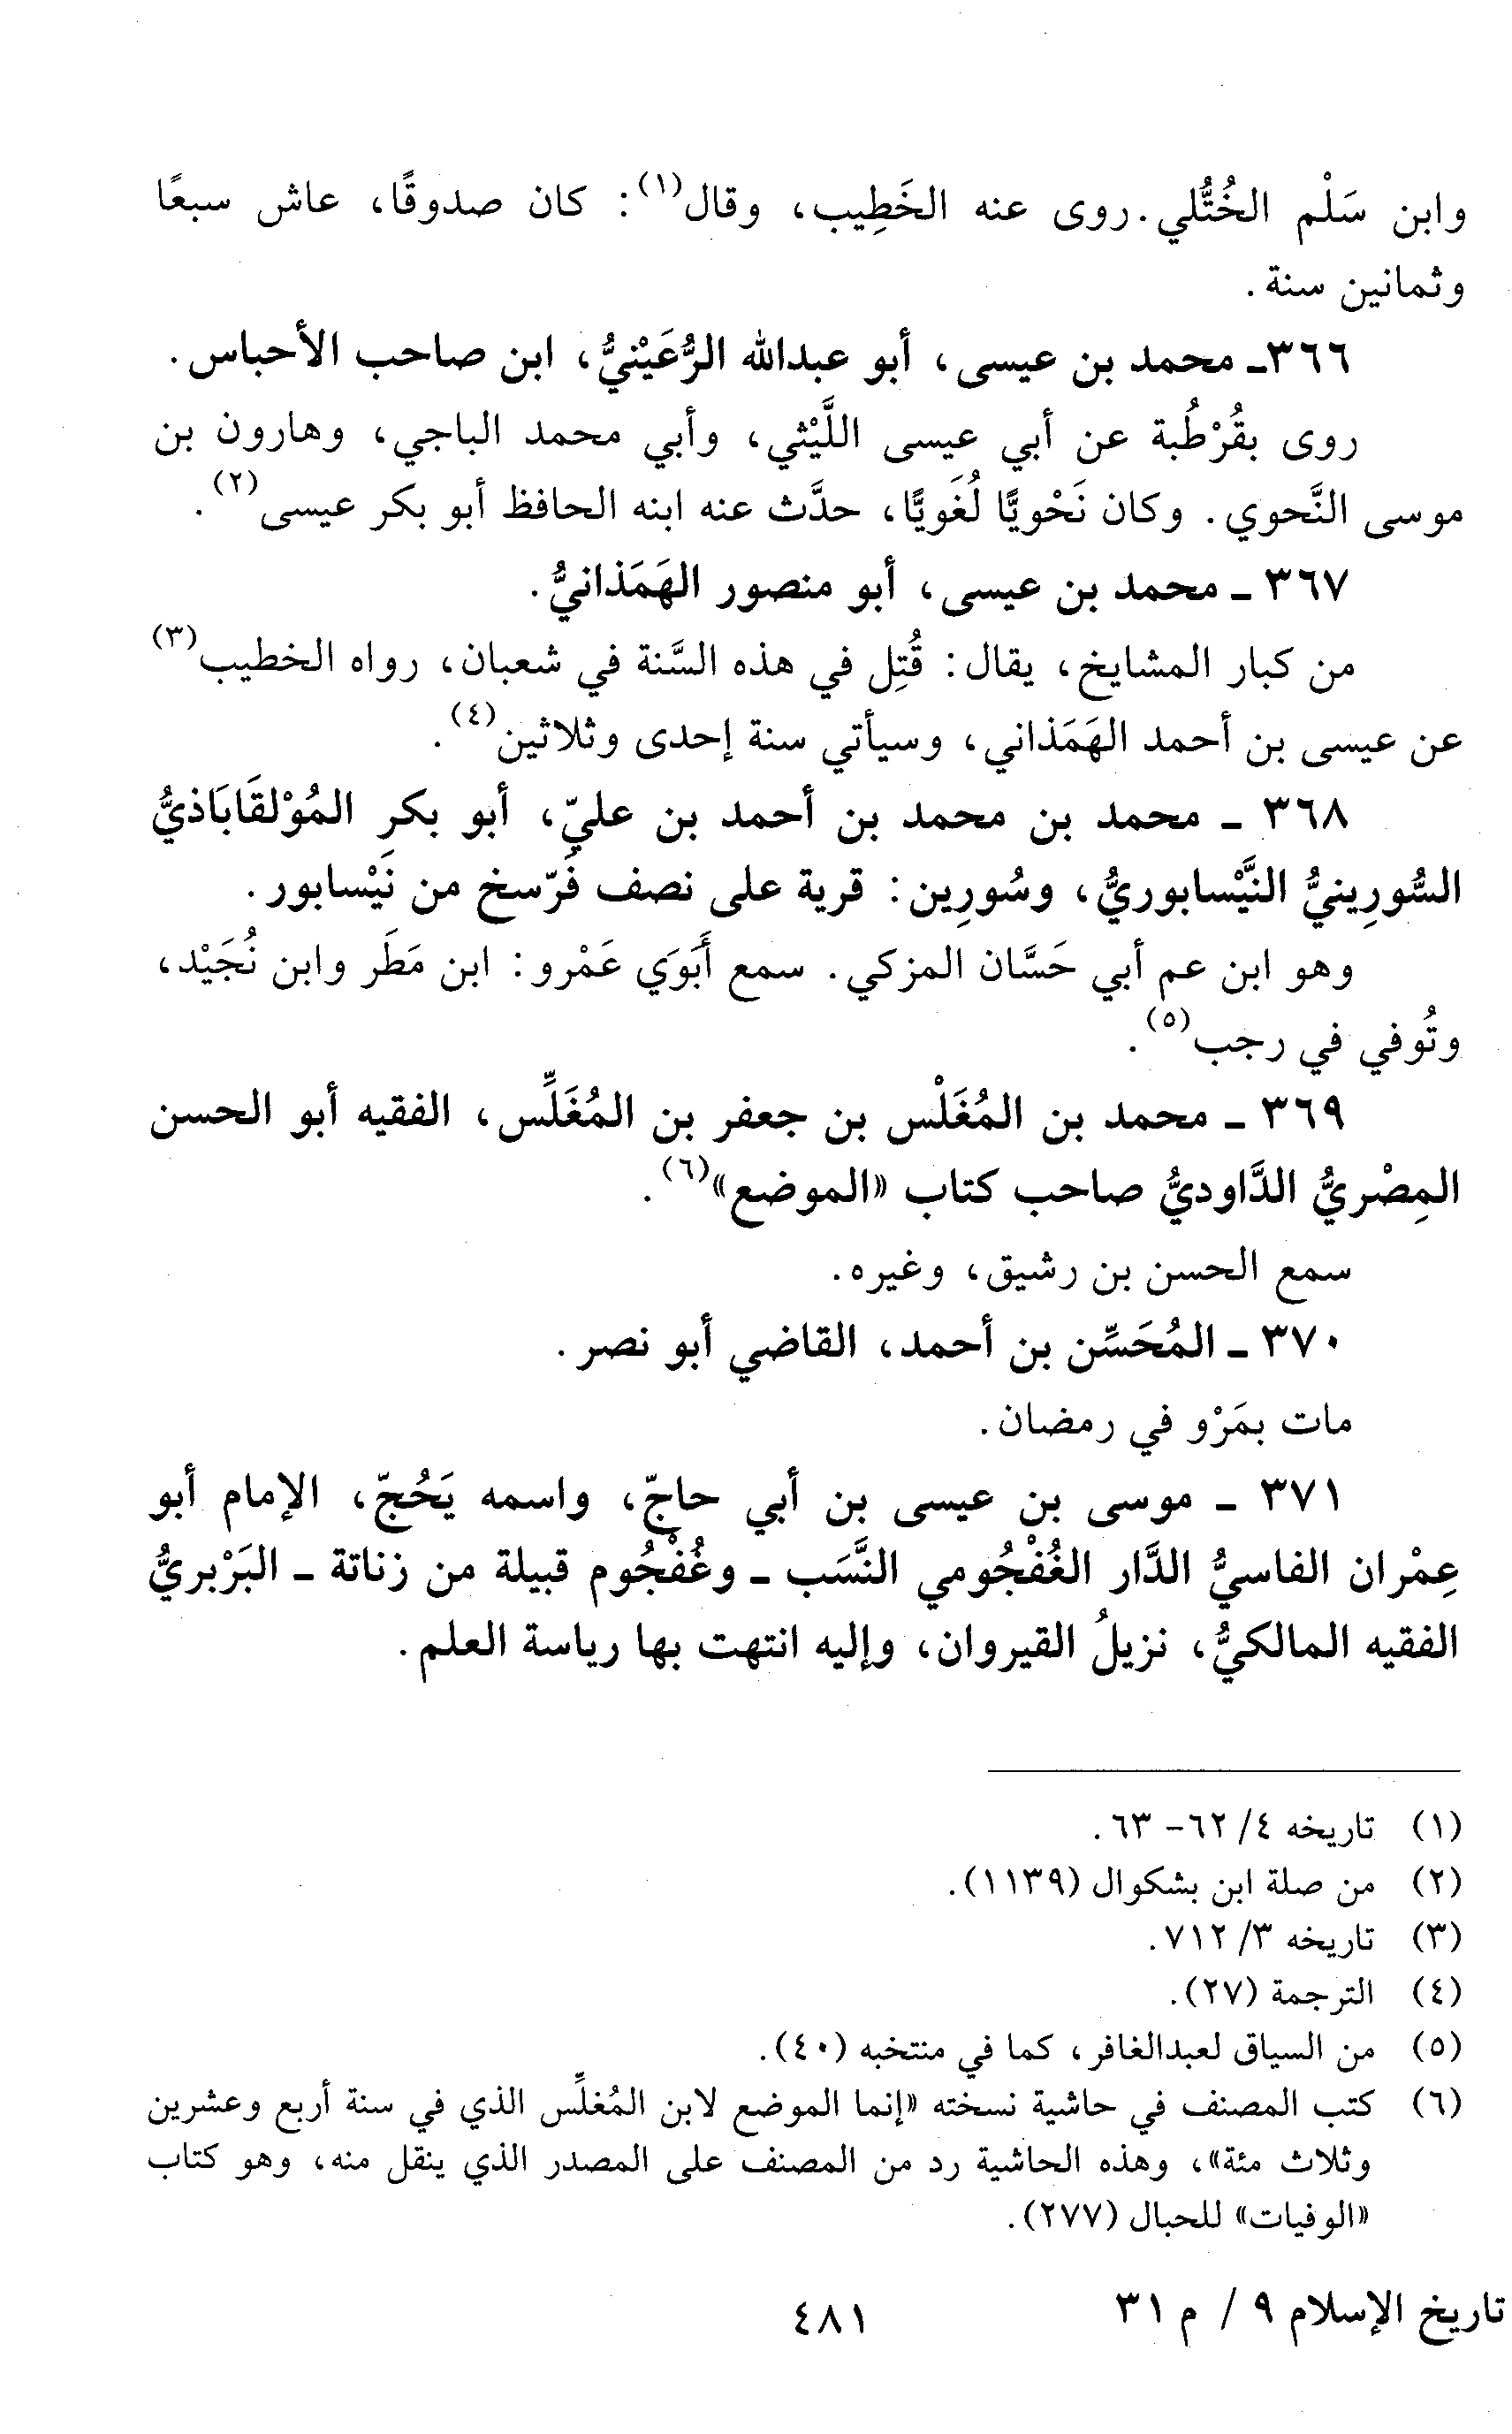 وابن سَلْم الخُتُّلي. روى عنه الخَطِيب، وقال(١): كان صدوقًا، عاش سبعًا
وثمانين سنة.
٣٦٦ـ محمد بن عيسى، أبو عبدالله الرُّعَيْنيُّ، ابن صاحب الأحباس.
روى بقُرْطُبة عن أبي عيسى اللَّيْثي، وأبي محمد الباجي، وهارون بن
موسى النَّحوي. وكان نَحْويًّا لُغَويًّا، حدَّث عنه ابنه الحافظ أبو بكر عيسى(٢).
٣٦٧ ـ محمد بن عيسى، أبو منصور الهَمَذانيُّ.
من كبار المشايخ، يقال: قُتِل في هذه السَّنة في شعبان، رواه الخطيب(٣)
عن عيسى بن أحمد الهَمَذاني، وسيأتي سنة إحدى وثلاثين(٤).
٣٦٨ ـ محمد بن محمد بن أحمد بن عليّ، أبو بكرِ المُوْلقَابَاذيُّ
السُّورِينيُّ النَّيْسابوريُّ، وسُورِين: قرية على نصف فَرّسخ من نَيْسابور.
وهو ابن عم أبي حَسَّان المزكي. سمع أَبَوَي عَمْرو: ابن مَطَر وابن نُجَيْد،
وتُوفي في رجب(٥).
٣٦٩ ـ محمد بن المُغَلْس بن جعفر بن المُغَلِّس، الفقيه أبو الحسن
المِصْريُّ الدَّاوديُّ صاحب كتاب «الموضع»(٦).
سمع الحسن بن رشيق، وغيره.
٣٧٠ ـ المُحَسِّن بن أحمد، القاضي أبو نصر.
مات بمَرْو في رمضان.
٣٧١ ـ موسى بن عيسى بن أبي حاجّ، واسمه يَحُجّ، الإمام أبو
عِمْران الفاسيُّ الدَّار الغُفْجُومي النَّسَب ـ وغُفْجُوم قبيلة من زناتة ـ البَرْبريُّ
الفقيه المالكيُّ، نزيلُ القيروان، وإليه انتهت بها رياسة العلم.
(١) تاريخه ٤/ ٦٢- ٦٣.
(٢) من صلة ابن بشكوال (١١٣٩).
(٣) تاريخه ٣/ ٧١٢.
(٤) الترجمة (٢٧).
(٥) من السياق لعبدالغافر، كما في منتخبه (٤٠).
(٦) كتب المصنف في حاشية نسخته «إنما الموضع لابن المُغلِّس الذي في سنة أربع وعشرين
وثلاث مئة»، وهذه الحاشية رد من المصنف على المصدر الذي ينقل منه، وهو كتاب
«الوفيات» للحبال (٢٧٧).
تاريخ الإسلام ٩ / م ٣١
٤٨١